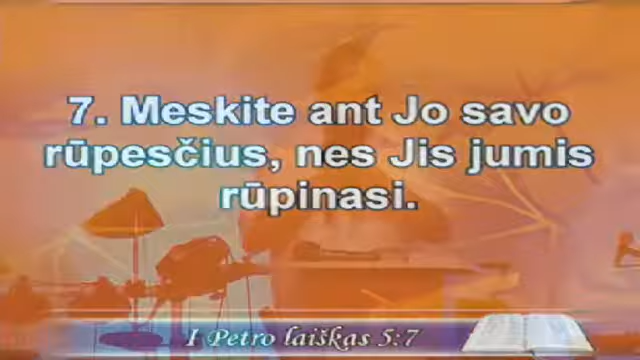 7. Meskite ant Jo savo
rūpesčius, nes Jis jumis
rūpinasi.
I Petro laiškas 5:7